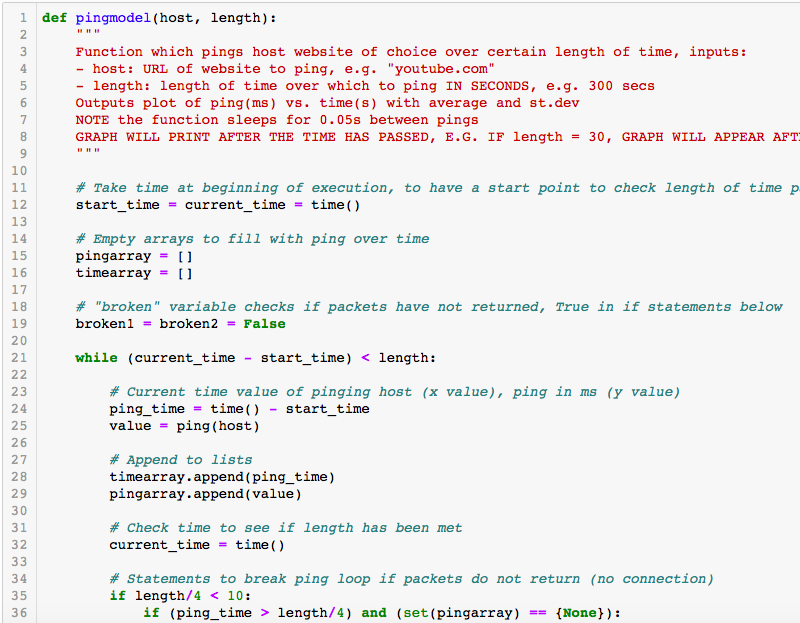 1 def pingmodel(host, length):
2 """
3 Function which pings host website of choice over certain length of time, inputs:
4 - host: URL of website to ping, e.g. "youtube.com"
5 - length: length of time over which to ping IN SECONDS, e.g. 300 secs
6 Outputs plot of ping(ms) vs. time(s) with average and st.dev
7 NOTE the function sleeps for 0.05s between pings
8 GRAPH WILL PRINT AFTER THE TIME HAS PASSED, E.G. IF length = 30, GRAPH WILL APPEAR AFT
9 """
10
11 # Take time at beginning of execution, to have a start point to check length of time p
12 start_time = current_time = time()
13
14 # Empty arrays to fill with ping over time
15 pingarray = []
16 timearray = []
17
18 # "broken" variable checks if packets have not returned, True in if statements below
19 broken1 = broken2 = False
20
21 while (current_time - start_time) < length:
22
23 # Current time value of pinging host (x value), ping in ms (y value)
24 ping_time = time() - start_time
25 value = ping(host)
26
27 # Append to lists
28 timearray.append(ping_time)
29 pingarray.append(value)
30
31 # Check time to see if length has been met
32 current_time = time()
33
34 # Statements to break ping loop if packets do not return (no connection)
35 if length/4 < 10:
36 if (ping_time > length/4) and (set(pingarray) == {None}):